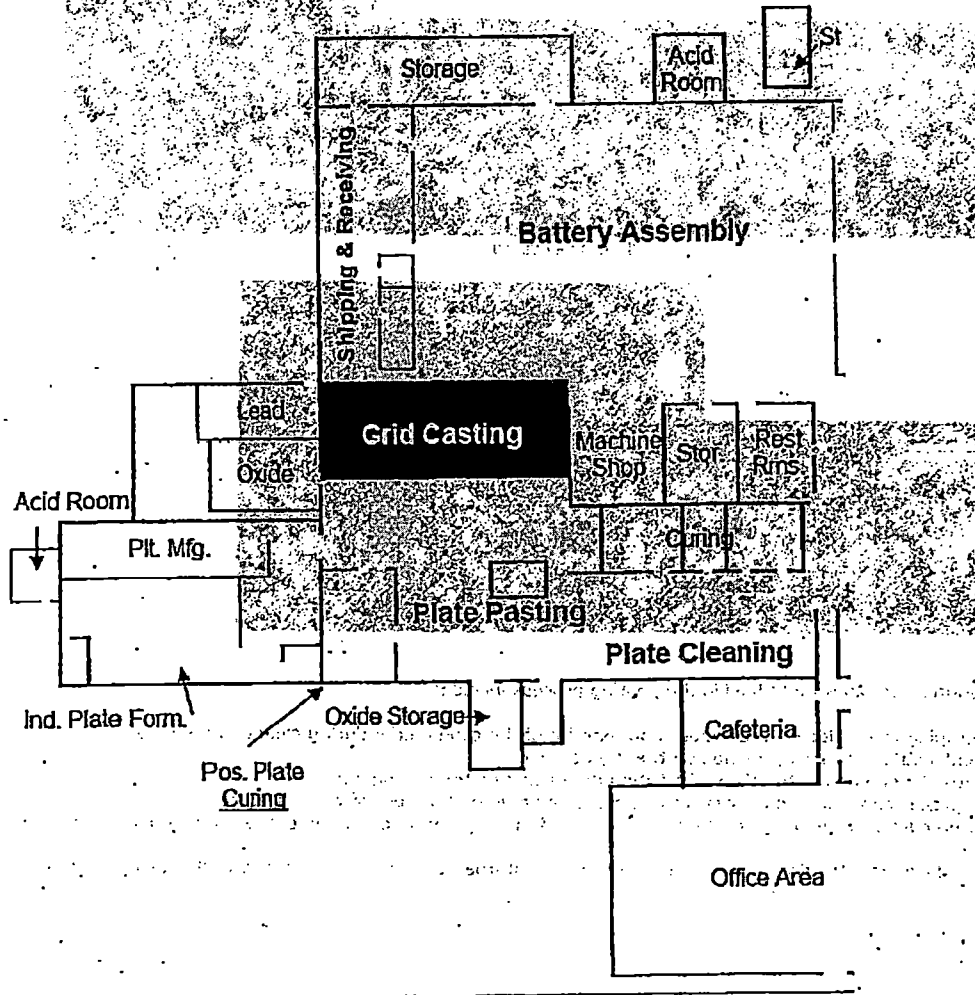 Storage
Acid
Room
St
Shipping & Receiving
Battery Assembly
Lead
Grid Casting
Machine
Shop
Stor
Rest
Rms
Oxide
Acid Room
Plt. Mfg.
Curing
Plate Pasting
Plate Cleaning
Ind. Plate Form.
Oxide Storage
Cafeteria
Pos. Plate
Curing
Office Area